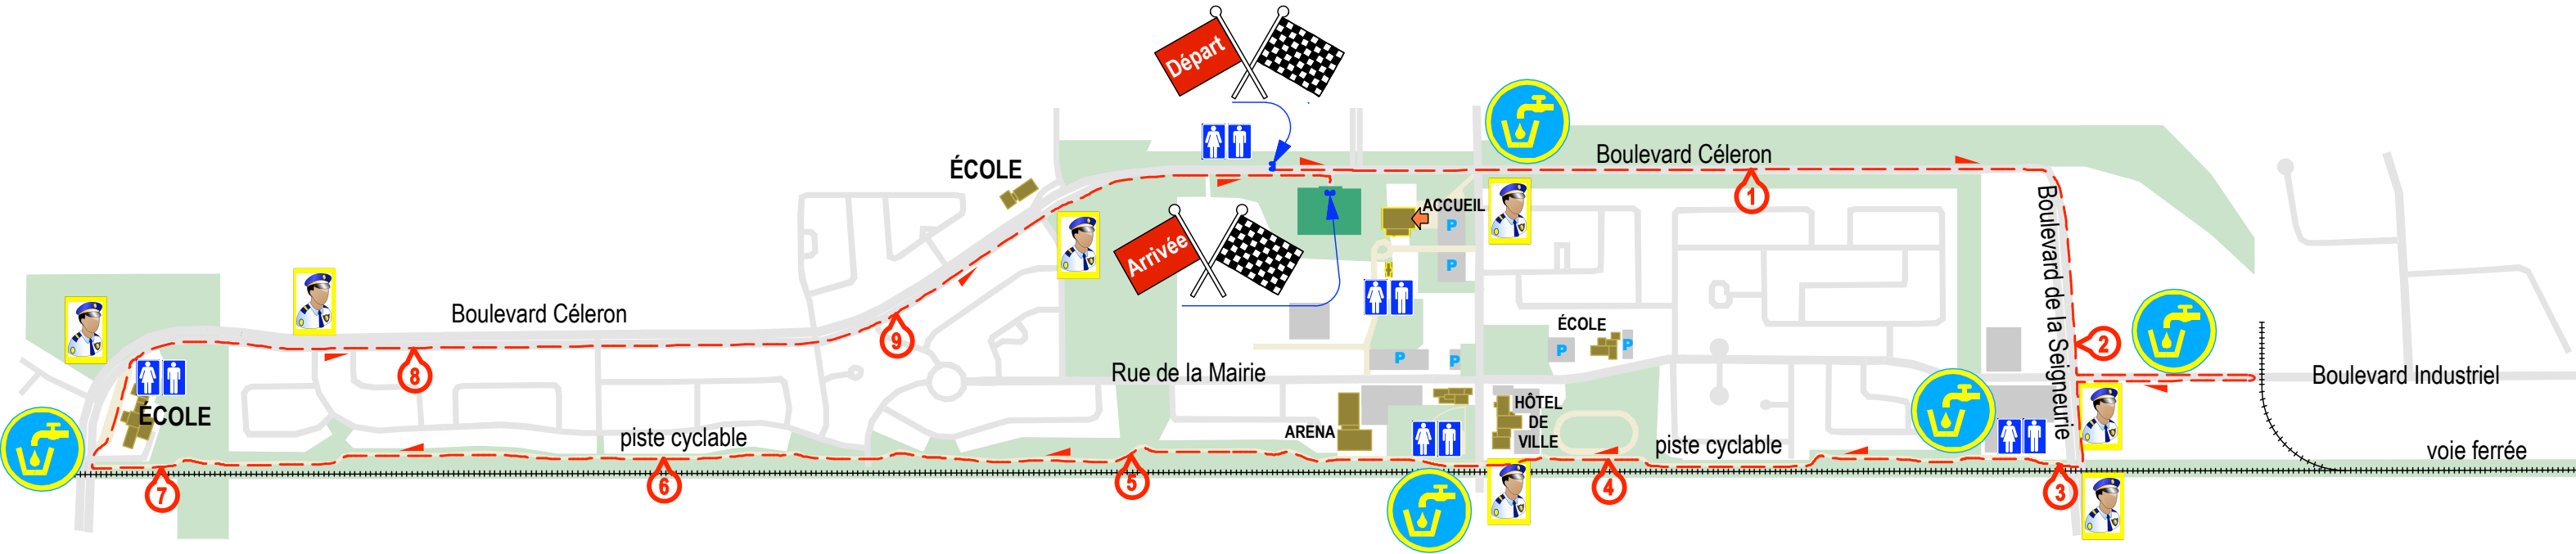 Départ
Boulevard Céleron
ÉCOLE
1
ACCUEIL
P
Boulevard de la Seigneurie
Arrivée
P
Boulevard Céleron
ÉCOLE
9
P
P
2
8
P
P
Rue de la Mairie
Boulevard Industriel
ÉCOLE
HÔTEL
DE
VILLE
ARENA
piste cyclable
piste cyclable
voie ferrée
7
6
5
4
3